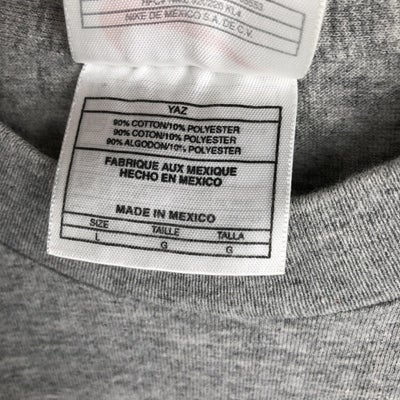 NIKE DE MEXICO S.A. DE C.V.
YAZ
90% COTTON/10% POLYESTER
90% COTON/10% POLYESTER
90% ALGODON/10% POLYESTER
FABRIQUE AUX MEXIQUE
HECHO EN MEXICO
MADE IN MEXICO
SIZE TAILLE TALLA
L G G